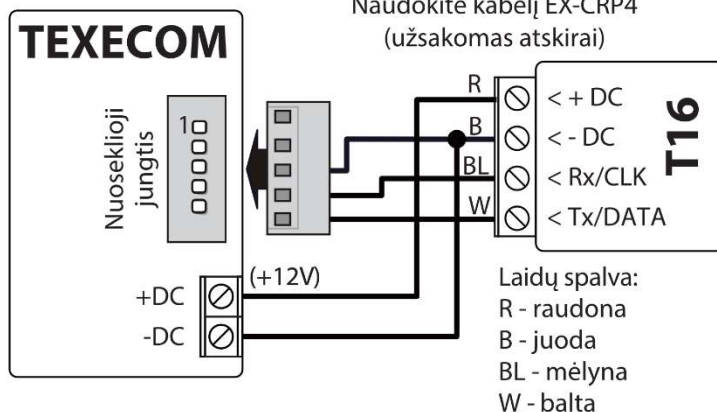 Naudokite kabelį EX-CRP4
(užsakomas atskirai)
TEXECOM
Nuoseklioji
jungtis
1
R
B
BL
W
< + DC
< - DC
< Rx/CLK
< Tx/DATA
T16
(+12V)
+DC
-DC
Laidų spalva:
R - raudona
B - juoda
BL - mėlyna
W - balta